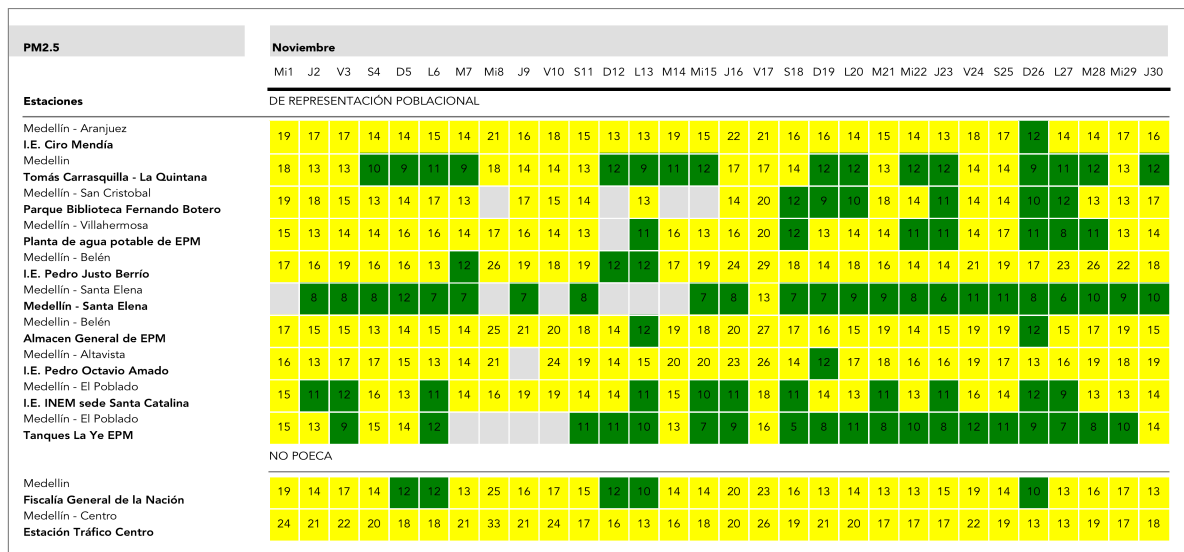 PM2.5 Noviembre
Mi1 J2 V3 S4 D5 L6 M7 Mi8 J9 V10 S11 D12 L13 M14 Mi15 J16 V17 S18 D19 L20 M21 Mi22 J23 V24 S25 D26 L27 M28 Mi29 J30
Estaciones DE REPRESENTACIÓN POBLACIONAL
Medellín - Aranjuez
I.E. Ciro Mendía
19 17 17 14 14 15 14 21 16 18 15 13 13 19 15 22 21 16 16 14 15 14 13 18 17 12 14 14 17 16
Medellin
Tomás Carrasquilla - La Quintana
18 13 13 10 9 11 9 18 14 14 13 12 9 11 12 17 17 14 12 12 13 12 12 14 14 9 11 12 13 12
Medellín - San Cristobal
Parque Biblioteca Fernando Botero
19 18 15 13 14 17 13 17 15 14 13 14 20 12 9 10 18 14 11 14 14 10 12 13 13 17
Medellín - Villahermosa
Planta de agua potable de EPM
15 13 14 14 14 16 14 17 16 14 13 11 16 13 16 20 12 13 14 14 11 11 14 17 11 8 11 13 14
Medellín - Belén
I.E. Pedro Justo Berrío
17 16 19 16 16 13 12 26 19 18 19 12 12 17 19 24 29 18 14 18 16 14 14 21 19 17 23 26 22 18
Medellín - Santa Elena
Medellín - Santa Elena
8 8 8 12 7 7 7 11 7 8 13 7 7 9 9 8 6 11 11 8 6 10 9 10
Medellin - Belén
Almacen General de EPM
17 15 15 13 14 15 14 25 21 20 18 14 12 19 18 20 27 17 16 15 19 14 15 19 19 12 15 17 19 15
Medellín - Altavista
I.E. Pedro Octavio Amado
16 13 17 17 15 13 14 21 24 19 14 15 20 20 23 26 14 12 17 18 16 16 19 17 13 16 19 18 19
Medellín - El Poblado
I.E. INEM sede Santa Catalina
15 11 12 16 13 11 14 16 19 19 14 14 11 15 10 11 18 11 14 13 11 13 11 16 14 12 9 13 13 14
Medellín - El Poblado
Tanques La Ye EPM
15 13 9 15 14 12 11 11 10 13 7 9 16 5 8 11 8 10 8 12 11 9 7 8 10 14
NO POECA
Medellin
Fiscalía General de la Nación
19 14 17 14 12 12 13 25 16 17 15 12 10 14 14 20 23 16 13 14 13 13 15 19 14 10 13 16 17 13
Medellín - Centro
Estación Tráfico Centro
24 21 22 20 18 18 21 33 21 24 17 16 13 16 18 20 26 19 21 20 17 17 17 22 19 13 13 19 17 18